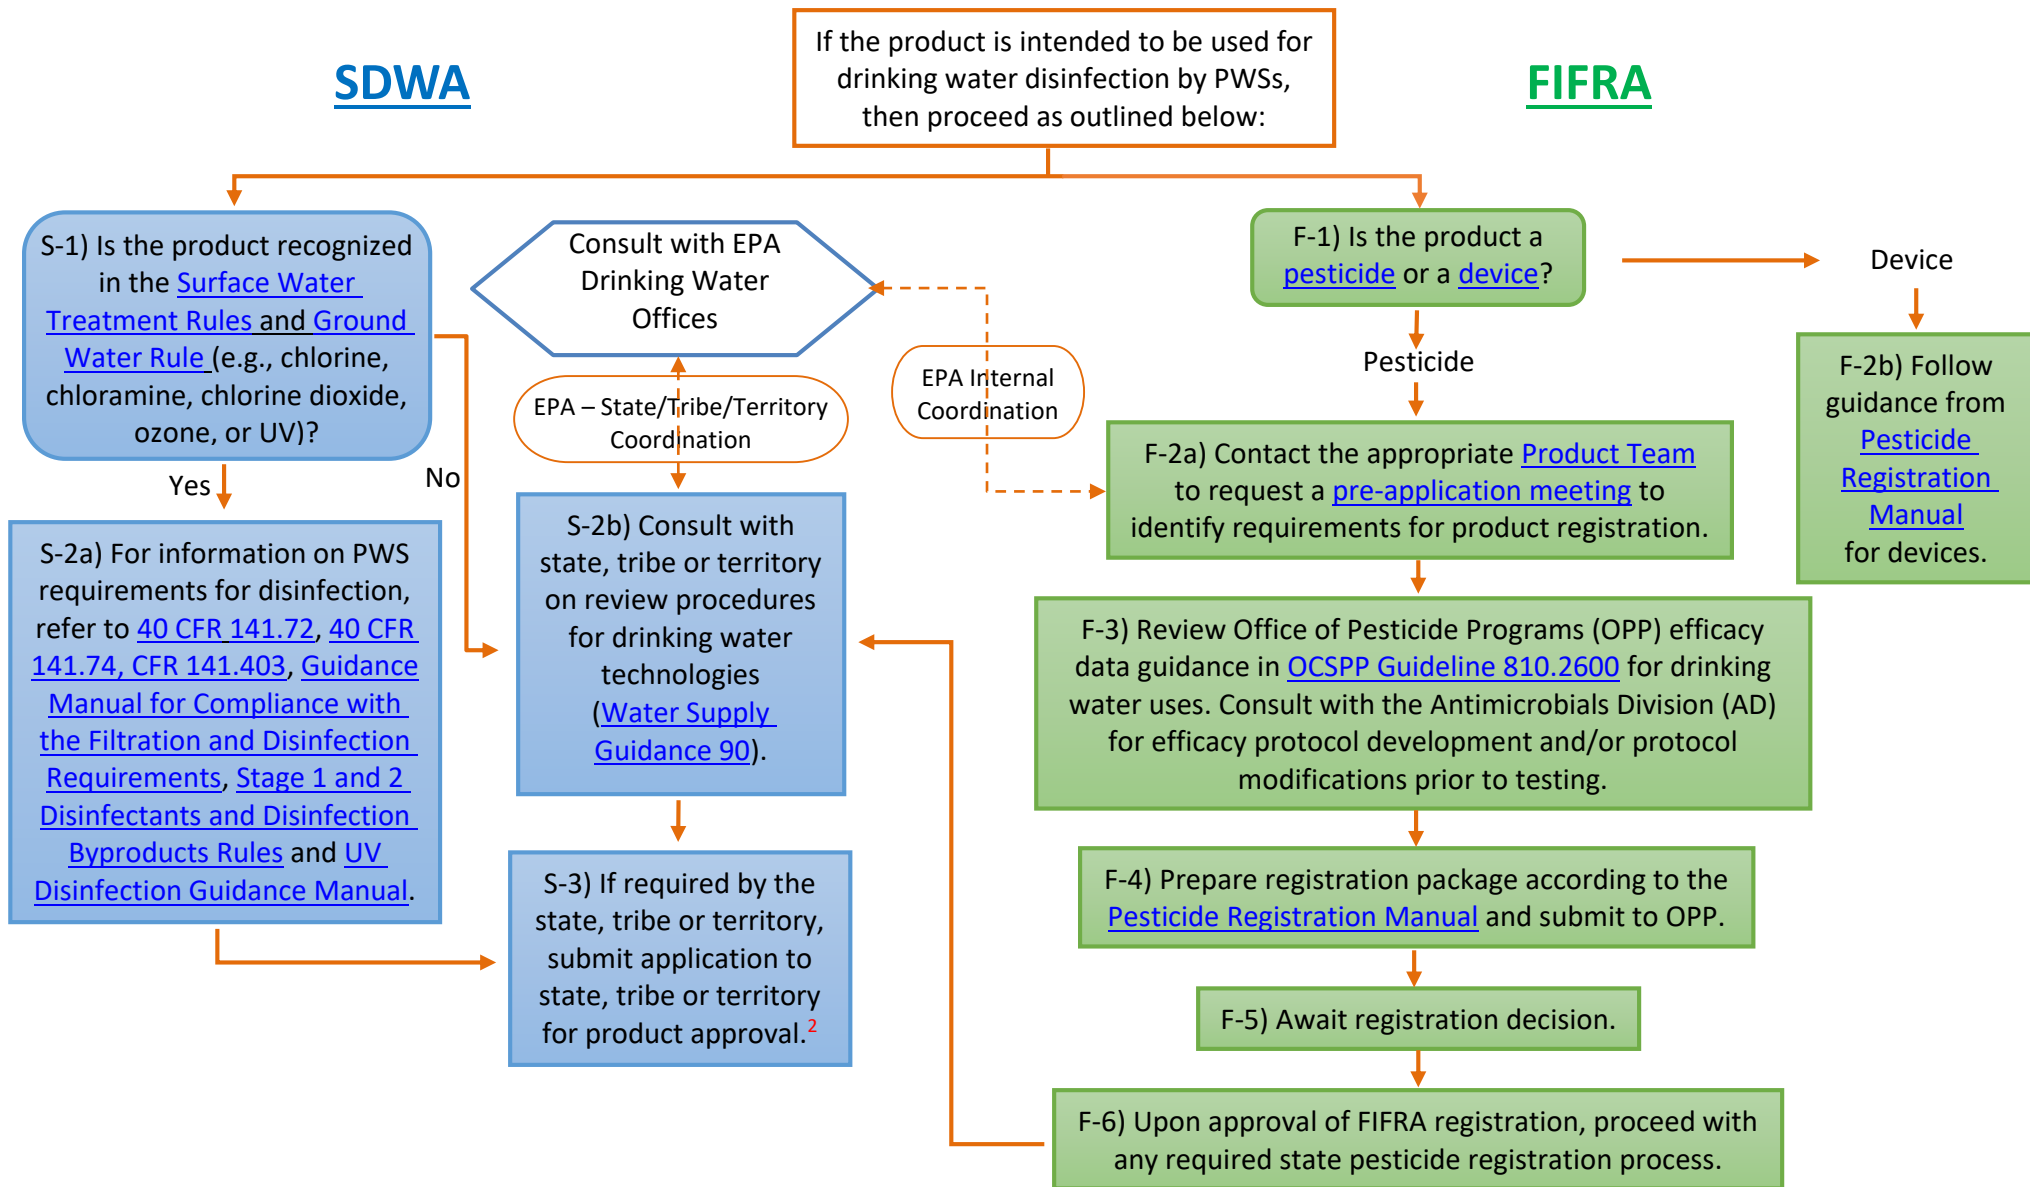 If the product is intended to be used for
drinking water disinfection by PWSs,
then proceed as outlined below:
SDWA
FIFRA
S-1) Is the product recognized
in the Surface Water
Treatment Rules and Ground
Water Rule (e.g., chlorine,
chloramine, chlorine dioxide,
ozone, or UV)?
Yes
No
S-2a) For information on PWS
requirements for disinfection,
refer to 40 CFR 141.72, 40 CFR
141.74, CFR 141.403, Guidance
Manual for Compliance with
the Filtration and Disinfection
Requirements, Stage 1 and 2
Disinfectants and Disinfection
Byproducts Rules and UV
Disinfection Guidance Manual.
Consult with EPA
Drinking Water
Offices
EPA – State/Tribe/Territory
Coordination
S-2b) Consult with
state, tribe or territory
on review procedures
for drinking water
technologies
(Water Supply
Guidance 90).
S-3) If required by the
state, tribe or territory,
submit application to
state, tribe or territory
for product approval.2
EPA Internal
Coordination
F-1) Is the product a
pesticide or a device?
Device
Pesticide
F-2b) Follow
guidance from
Pesticide
Registration
Manual
for devices.
F-2a) Contact the appropriate Product Team
to request a pre-application meeting to
identify requirements for product registration.
F-3) Review Office of Pesticide Programs (OPP) efficacy
data guidance in OCSPP Guideline 810.2600 for drinking
water uses. Consult with the Antimicrobials Division (AD)
for efficacy protocol development and/or protocol
modifications prior to testing.
F-4) Prepare registration package according to the
Pesticide Registration Manual and submit to OPP.
F-5) Await registration decision.
F-6) Upon approval of FIFRA registration, proceed with
any required state pesticide registration process.